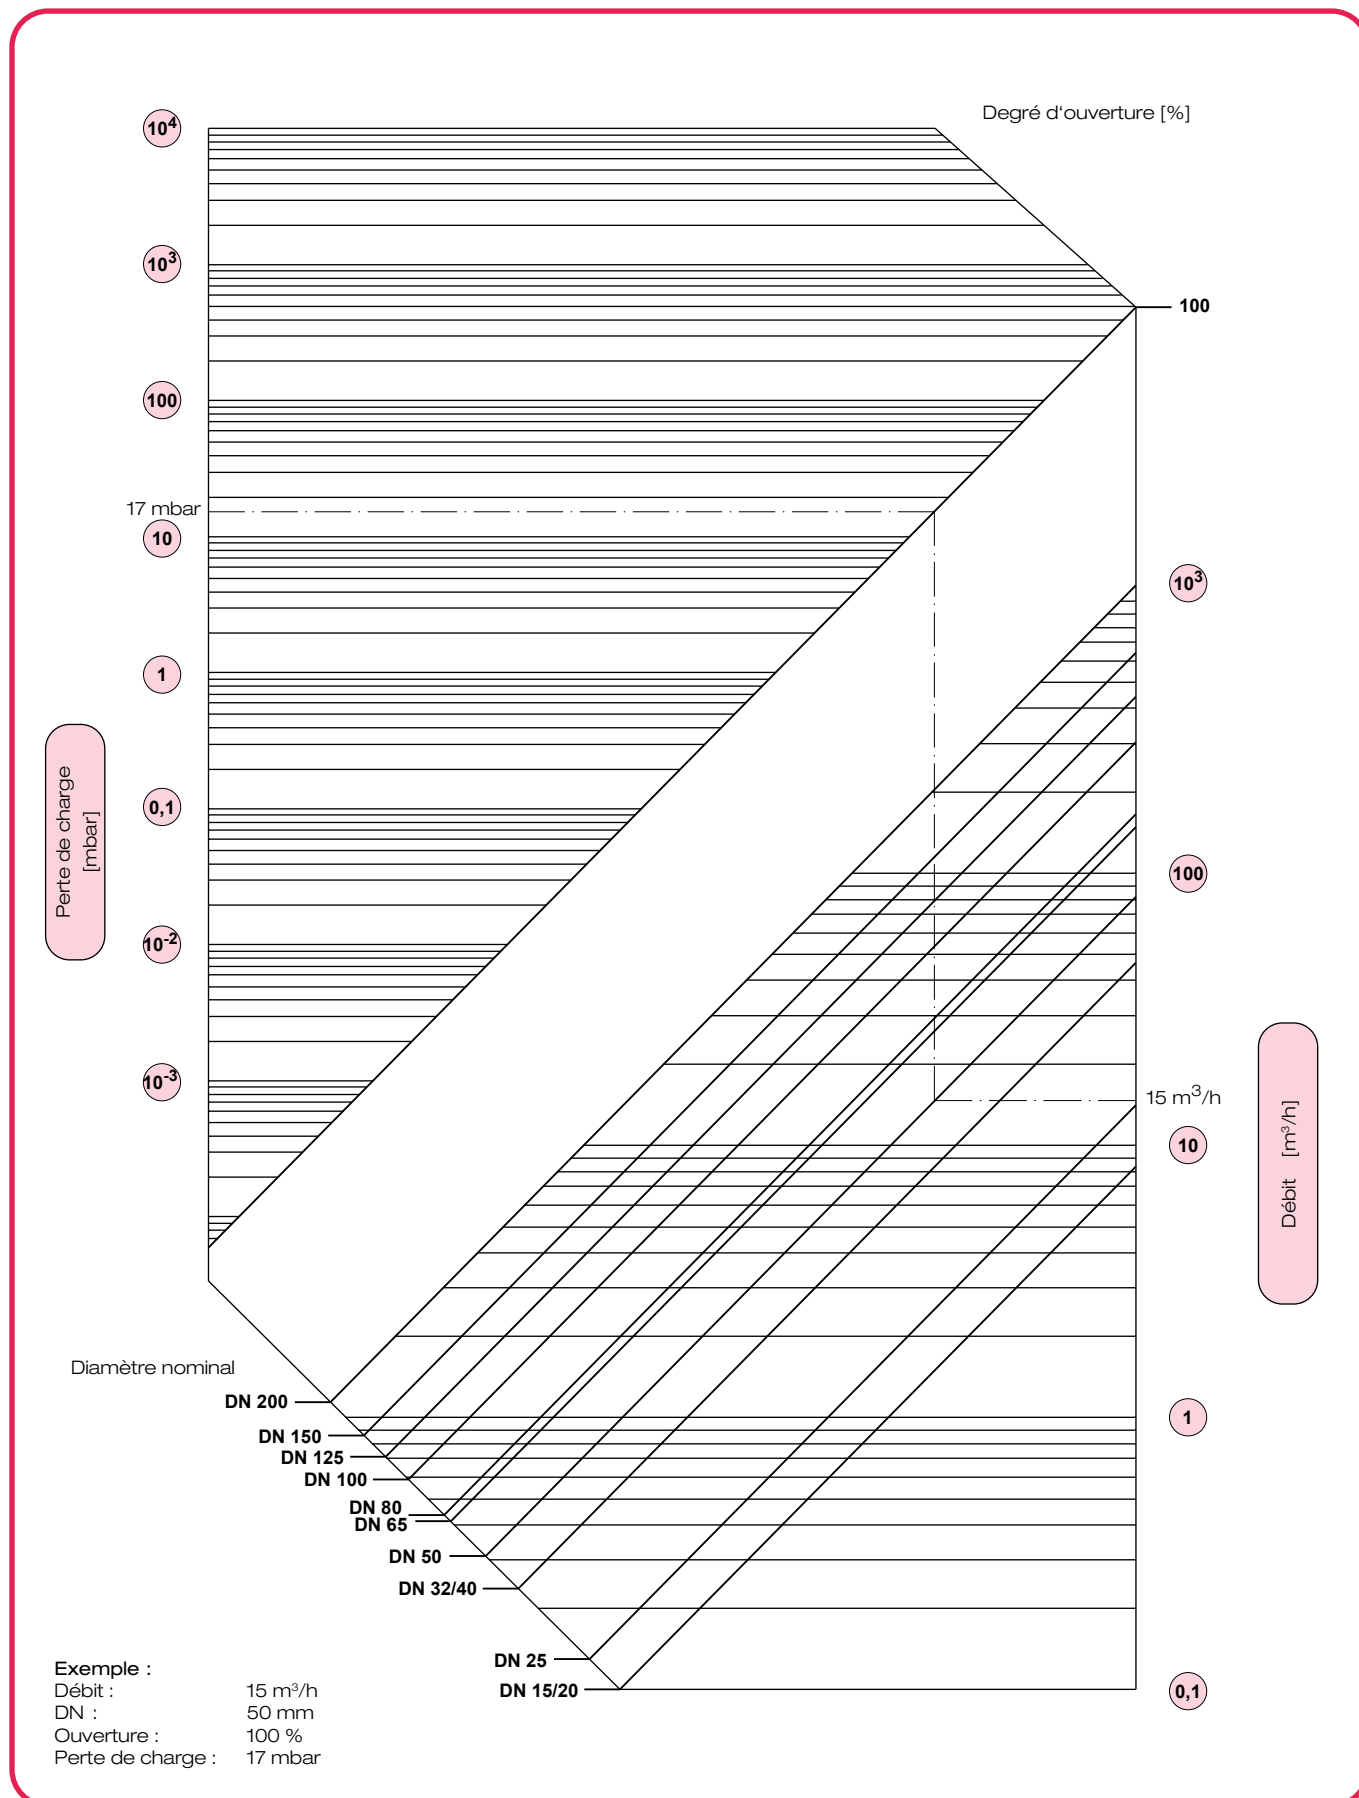 Degré d‘ouverture [%]
10⁴
10³
100
100
17 mbar
10
10³
1
Perte de charge
[mbar]
0,1
100
10⁻²
10⁻³
15 m³/h
10
Débit [m³/h]
Diamètre nominal
DN 200
1
DN 150
DN 125
DN 100
DN 80
DN 65
DN 50
DN 32/40
DN 25
DN 15/20
0,1
Exemple :
Débit : 15 m³/h
DN : 50 mm
Ouverture : 100 %
Perte de charge : 17 mbar